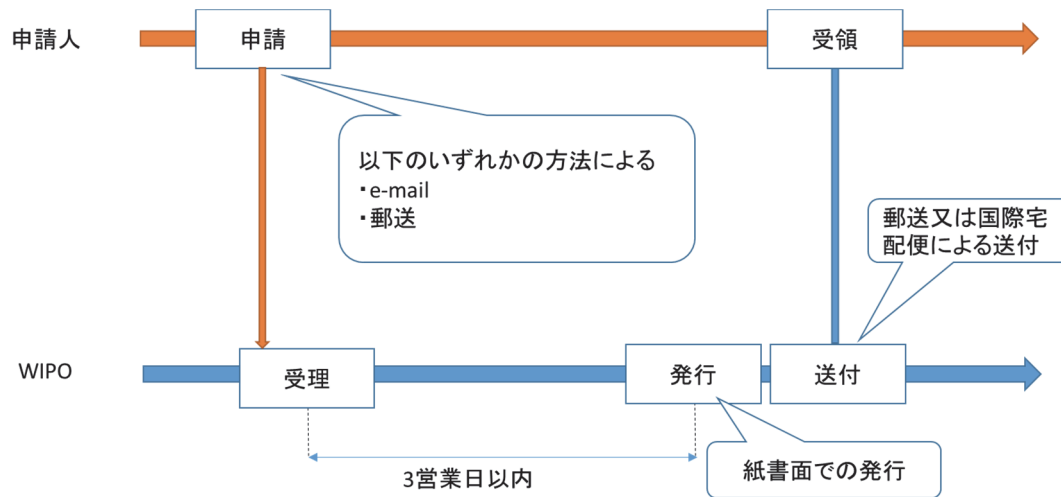 申請人
申請
受領
以下のいずれかの方法による
・e-mail
・郵送
郵送又は国際宅
配便による送付
WIPO
受理
発行
送付
3営業日以内
紙書面での発行